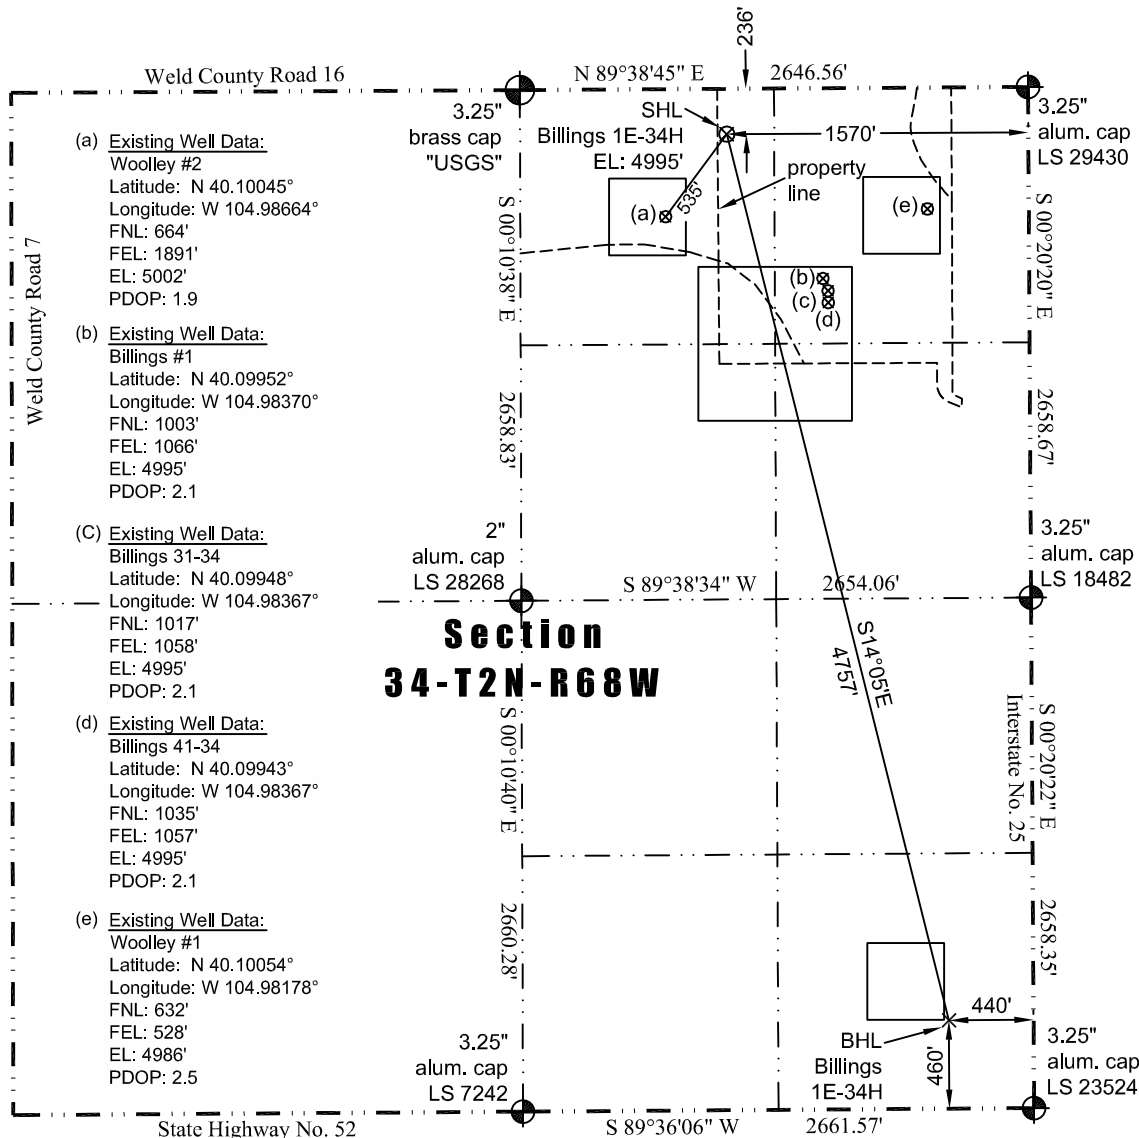 236'
Weld County Road 16
N 89°38'45" E
2646.56'
3.25"
brass cap
"USGS"
SHL
Billings 1E-34H
EL: 4995'
1570'
3.25"
alum. cap
LS 29430
property
line
535'
(a)
(e)
(b)
(c)
(d)
Weld County Road 7
(a) Existing Well Data:
Woolley #2
Latitude: N 40.10045°
Longitude: W 104.98664°
FNL: 664'
FEL: 1891'
EL: 5002'
PDOP: 1.9
(b) Existing Well Data:
Billings #1
Latitude: N 40.09952°
Longitude: W 104.98370°
FNL: 1003'
FEL: 1066'
EL: 4995'
PDOP: 2.1
(C) Existing Well Data:
Billings 31-34
Latitude: N 40.09948°
Longitude: W 104.98367°
FNL: 1017'
FEL: 1058'
EL: 4995'
PDOP: 2.1
(d) Existing Well Data:
Billings 41-34
Latitude: N 40.09943°
Longitude: W 104.98367°
FNL: 1035'
FEL: 1057'
EL: 4995'
PDOP: 2.1
(e) Existing Well Data:
Woolley #1
Latitude: N 40.10054°
Longitude: W 104.98178°
FNL: 632'
FEL: 528'
EL: 4986'
PDOP: 2.5
S 00°10'38" E
2658.83'
S 00°20'20" E
2658.67'
2"
alum. cap
LS 28268
S 89°38'34" W
2654.06'
3.25"
alum. cap
LS 18482
Section
34-T2N-R68W
S14°05'E
4757'
S 00°10'40" E
2660.28'
Interstate No. 25
S 00°20'22" E
2658.35'
440'
460'
BHL
Billings
1E-34H
3.25"
alum. cap
LS 7242
3.25"
alum. cap
LS 23524
State Highway No. 52
S 89°36'06" W
2661.57'